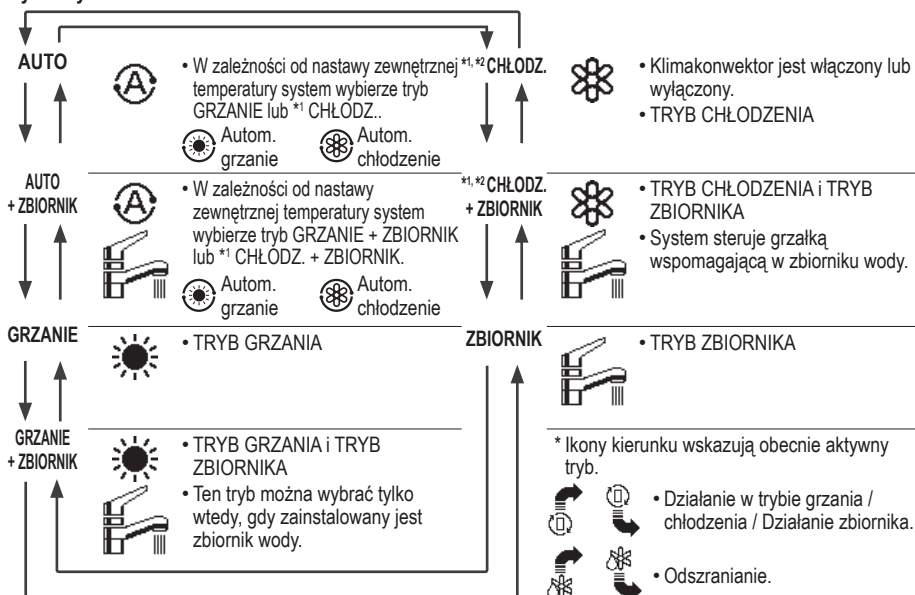 AUTO
• W zależności od nastawy zewnętrznej
temperatury system wybierze tryb
GRZANIE lub *1 CHŁODZ..
Autom.
grzanie
Autom.
chłodzenie
*1, *2 CHŁODZ.
• Klimakonwektor jest włączony lub
wyłączony.
• TRYB CHŁODZENIA
AUTO
+ ZBIORNIK
• W zależności od nastawy
zewnętrznej temperatury system
wybierze tryb GRZANIE + ZBIORNIK
lub *1 CHŁODZ. + ZBIORNIK.
Autom.
grzanie
Autom.
chłodzenie
*1, *2 CHŁODZ.
+ ZBIORNIK
• TRYB CHŁODZENIA i TRYB
ZBIORNIKA
• System steruje grzałką
wspomagającą w zbiorniku wody.
GRZANIE
• TRYB GRZANIA
ZBIORNIK
• TRYB ZBIORNIKA
GRZANIE
+ ZBIORNIK
• TRYB GRZANIA i TRYB
ZBIORNIKA
• Ten tryb można wybrać tylko
wtedy, gdy zainstalowany jest
zbiornik wody.
* Ikony kierunku wskazują obecnie aktywny
tryb.
• Działanie w trybie grzania /
chłodzenia / Działanie zbiornika.
• Odszranianie.